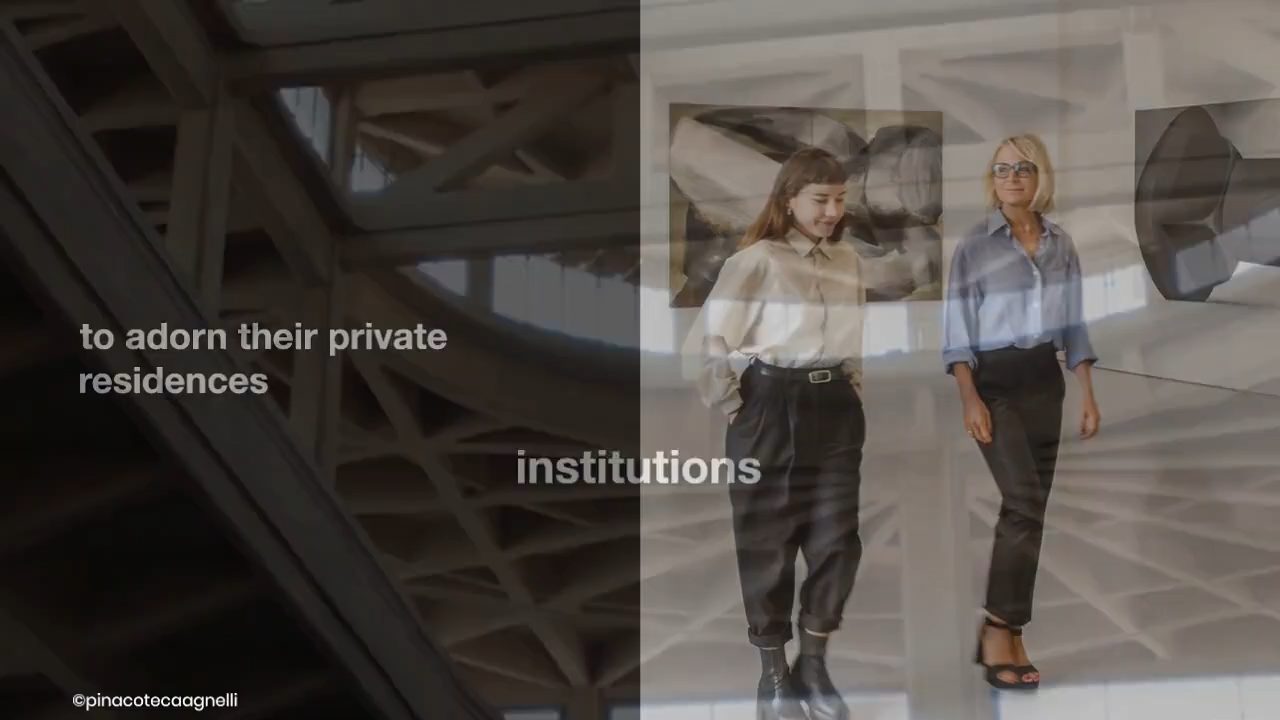 to adorn their private
residences
institutions
©pinacotecaagnelli